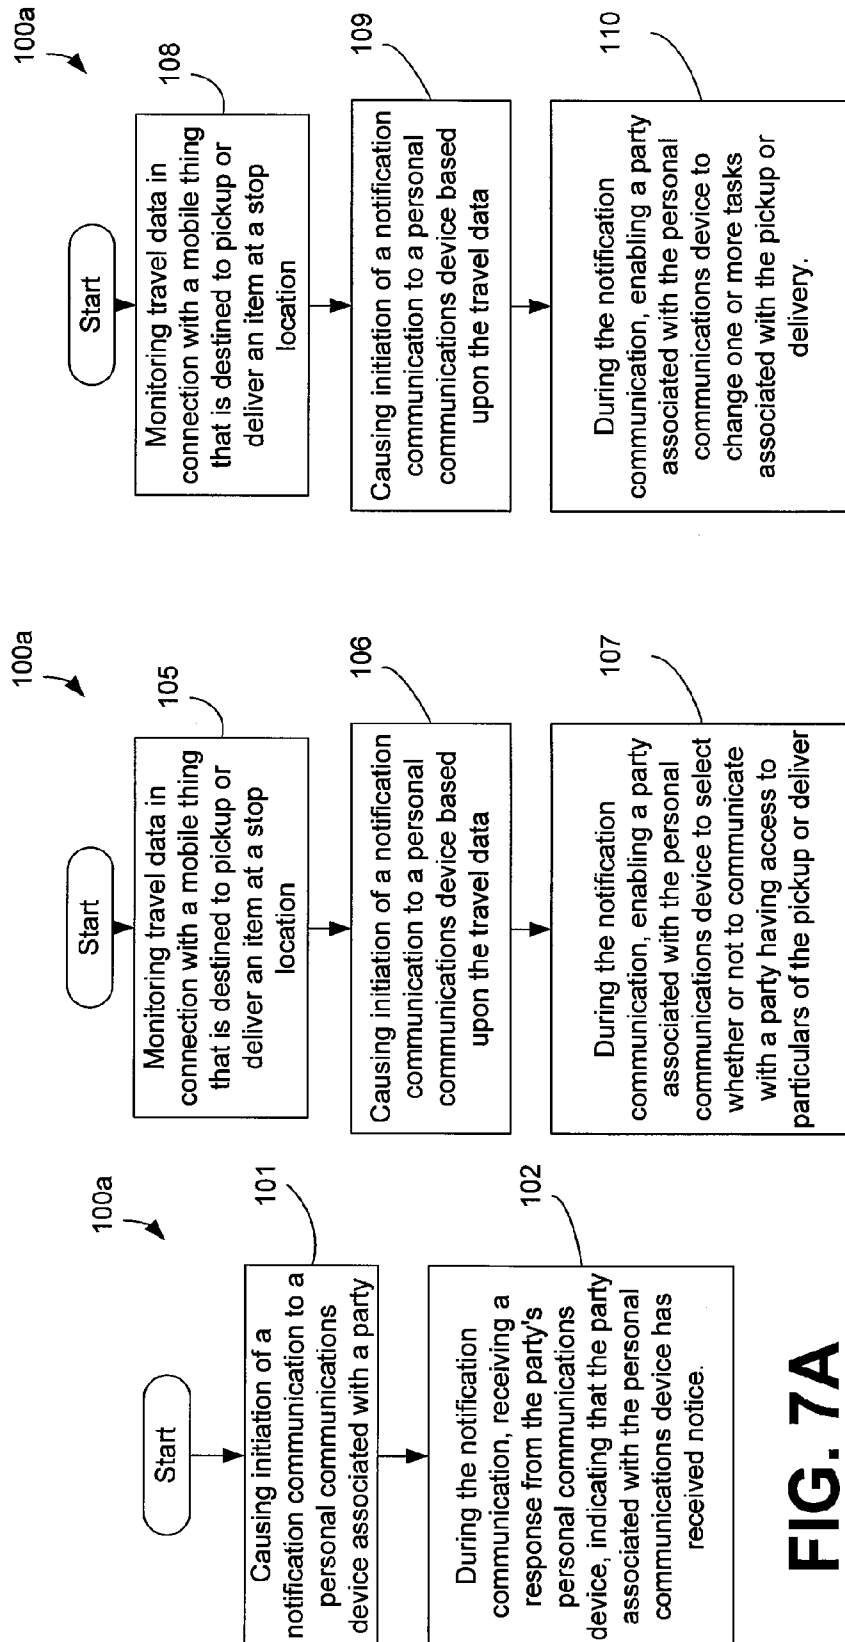 100a
Start
101
Causing initiation of a
notification communication to a
personal communications
device associated with a party
102
During the notification
communication, receiving a
response from the party's
personal communications
device, indicating that the party
associated with the personal
communications device has
received notice.
100a
Start
105
Monitoring travel data in
connection with a mobile thing
that is destined to pickup or
deliver an item at a stop
location
106
Causing initiation of a notification
communication to a personal
communications device based
upon the travel data
107
During the notification
communication, enabling a party
associated with the personal
communications device to select
whether or not to communicate
with a party having access to
particulars of the pickup or deliver
100a
Start
108
Monitoring travel data in
connection with a mobile thing
that is destined to pickup or
deliver an item at a stop
location
109
Causing initiation of a notification
communication to a personal
communications device based
upon the travel data
110
During the notification
communication, enabling a party
associated with the personal
communications device to
change one or more tasks
associated with the pickup or
delivery.
FIG. 7A